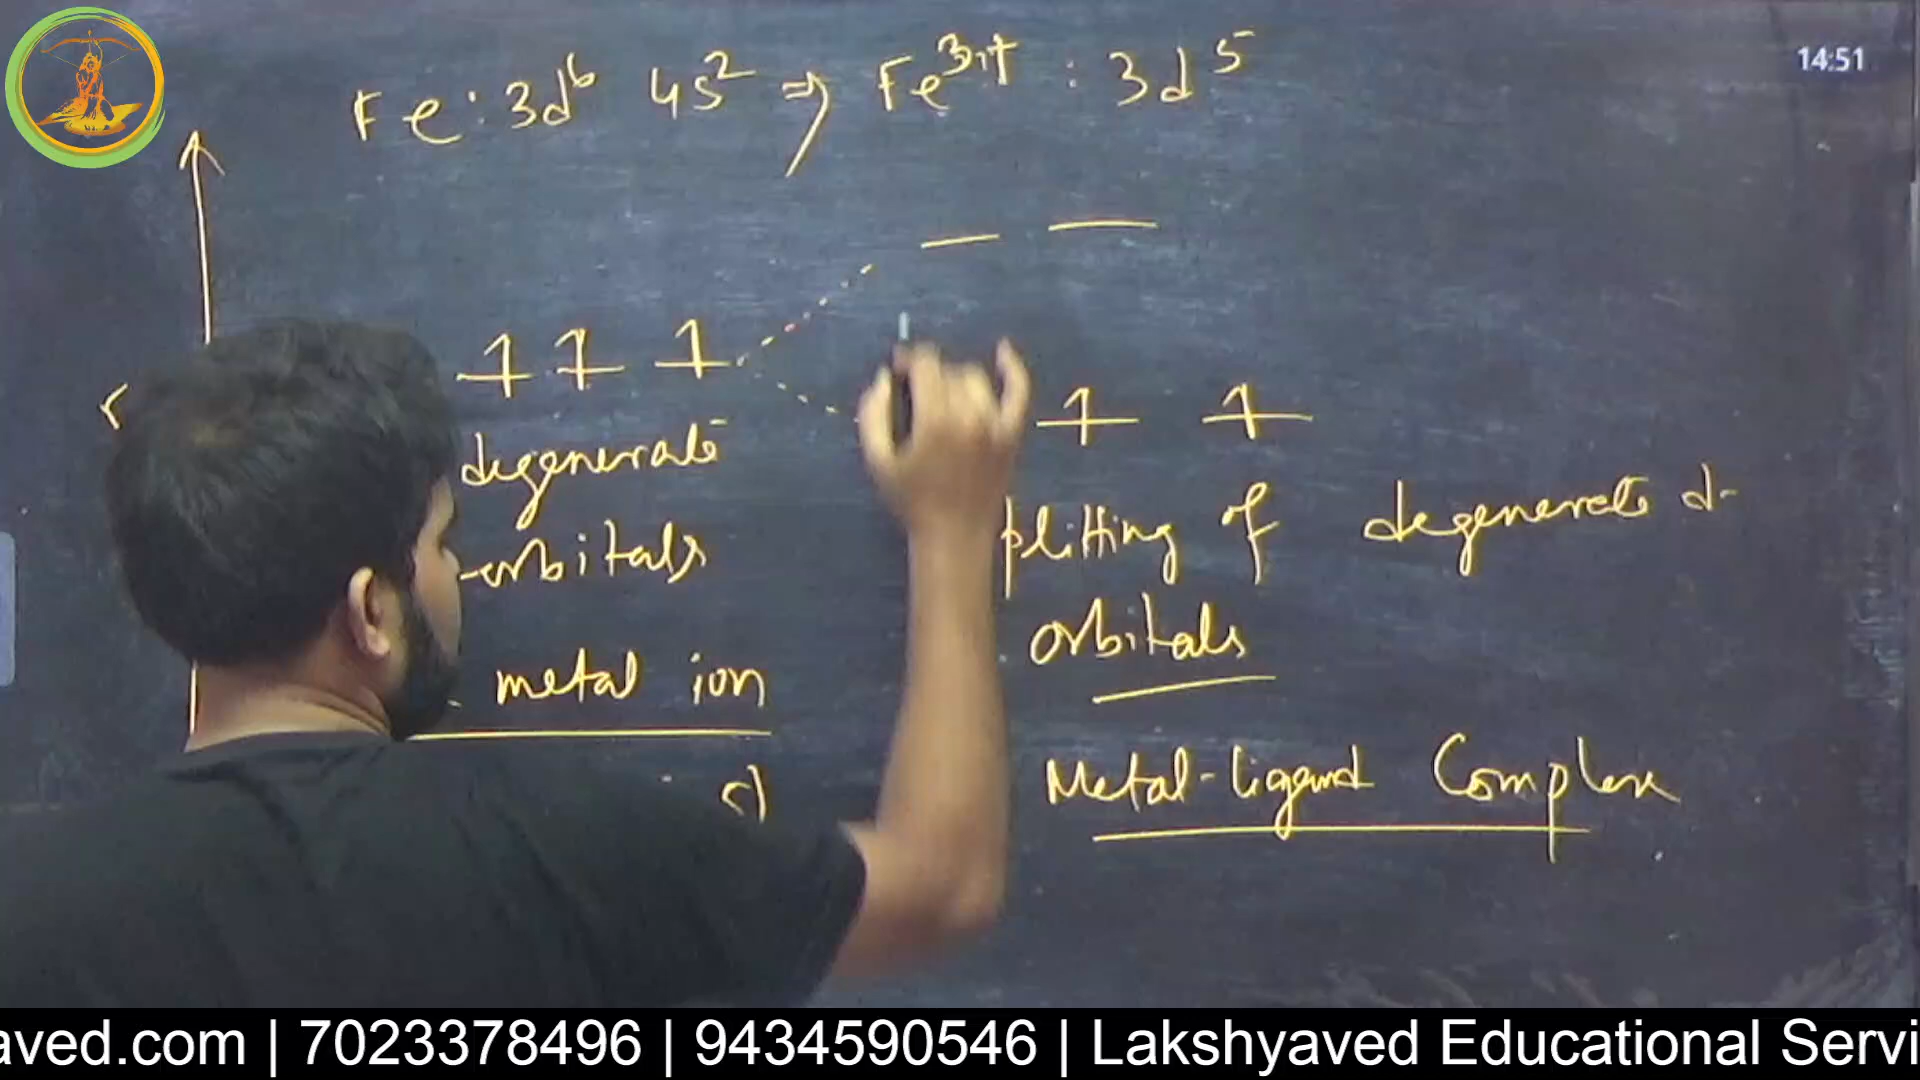 Fe: 3d⁶ 4s² ⇒ Fe³⁺ : 3d⁵
14:51
degenerate
-orbitals
plitting of degenerate d-
orbitals
metal ion
Metal-ligand Complex
aved.com | 7023378496 | 9434590546 | Lakshyaved Educational Servi